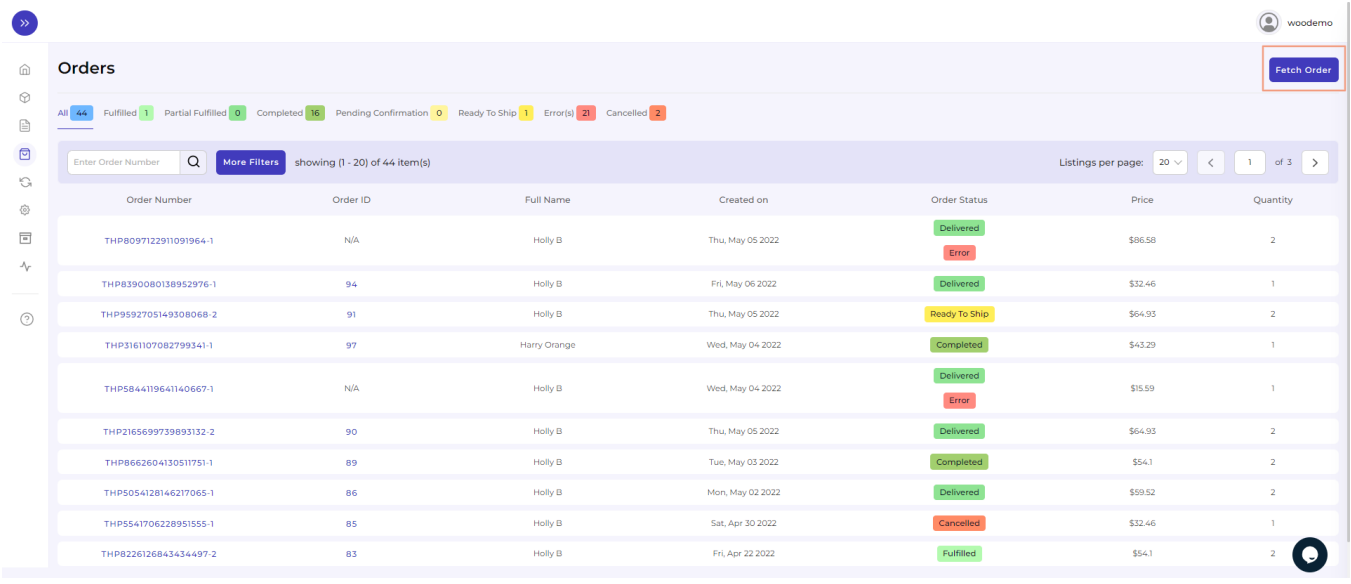 woodemo
Orders
Fetch Order
All 44 Fulfilled 1 Partial Fulfilled 0 Completed 16 Pending Confirmation 0 Ready To Ship 1 Error(s) 21 Cancelled 2
Enter Order Number More Filters showing (1 - 20) of 44 item(s) Listings per page: 20 1 of 3
Order Number Order ID Full Name Created on Order Status Price Quantity
THP8097122911091964-1 N/A Holly B Thu, May 05 2022 Delivered Error $86.58 2
THP8390080138952976-1 94 Holly B Fri, May 06 2022 Delivered $32.46 1
THP9592705149308068-2 91 Holly B Thu, May 05 2022 Ready To Ship $64.93 2
THP3161107082799341-1 97 Harry Orange Wed, May 04 2022 Completed $43.29 1
THP5844119641140667-1 N/A Holly B Wed, May 04 2022 Delivered Error $15.59 1
THP2165699739893132-2 90 Holly B Thu, May 05 2022 Delivered $64.93 2
THP8662604130511751-1 89 Holly B Tue, May 03 2022 Completed $54.1 2
THP5054128146217065-1 86 Holly B Mon, May 02 2022 Delivered $59.52 2
THP5541706228951555-1 85 Holly B Sat, Apr 30 2022 Cancelled $32.46 1
THP8226126843434497-2 83 Holly B Fri, Apr 22 2022 Fulfilled $54.1 2